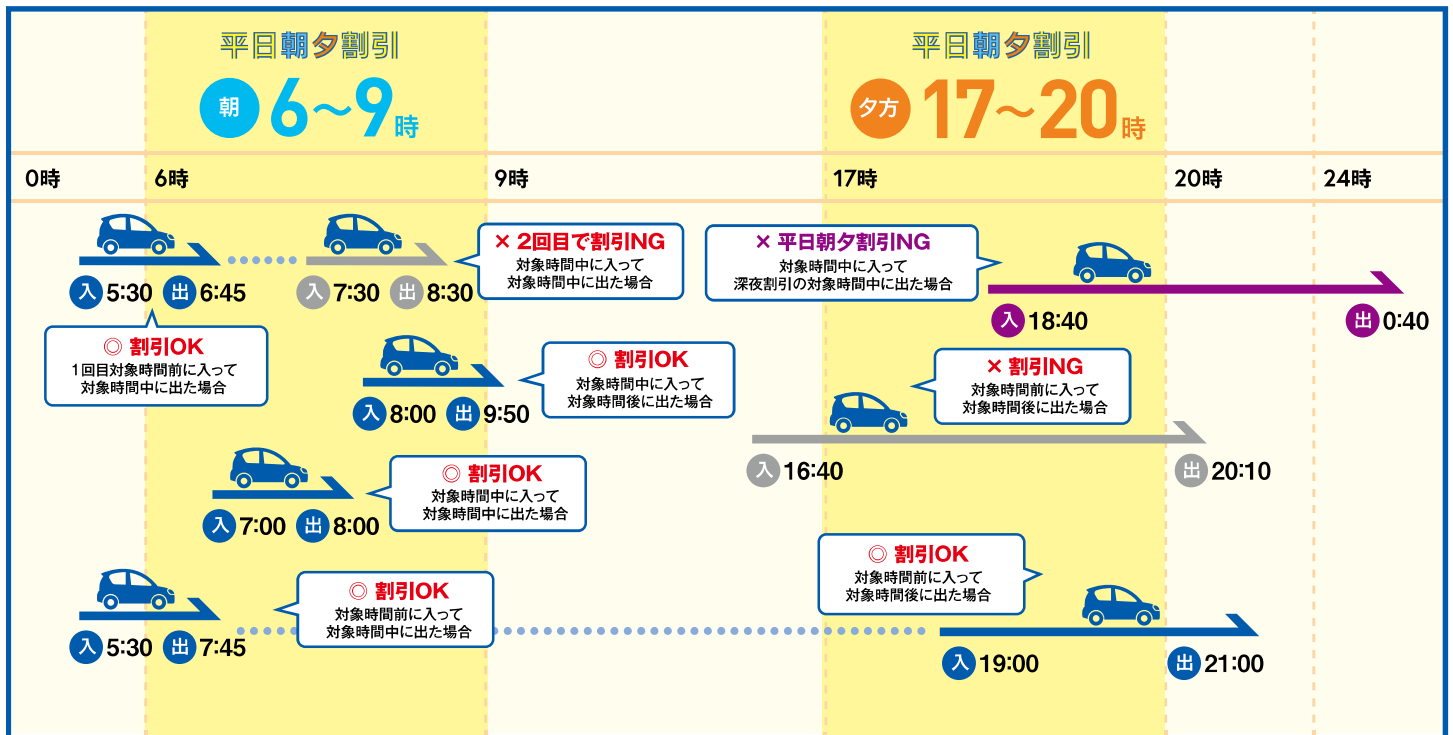 平日朝夕割引
朝 6〜9時
平日朝夕割引
夕方 17〜20時
0時 6時 9時 17時 20時 24時
入 5:30 出 6:45
入 7:30 出 8:30
× 2回目で割引NG
対象時間中に入って
対象時間中に出た場合
× 平日朝夕割引NG
対象時間中に入って
深夜割引の対象時間中に出た場合
入 18:40
出 0:40
◎ 割引OK
1回目対象時間前に入って
対象時間中に出た場合
入 8:00 出 9:50
◎ 割引OK
対象時間中に入って
対象時間後に出た場合
× 割引NG
対象時間前に入って
対象時間後に出た場合
入 16:40
出 20:10
入 7:00 出 8:00
◎ 割引OK
対象時間中に入って
対象時間中に出た場合
入 5:30 出 7:45
◎ 割引OK
対象時間前に入って
対象時間中に出た場合
◎ 割引OK
対象時間前に入って
対象時間後に出た場合
入 19:00
出 21:00